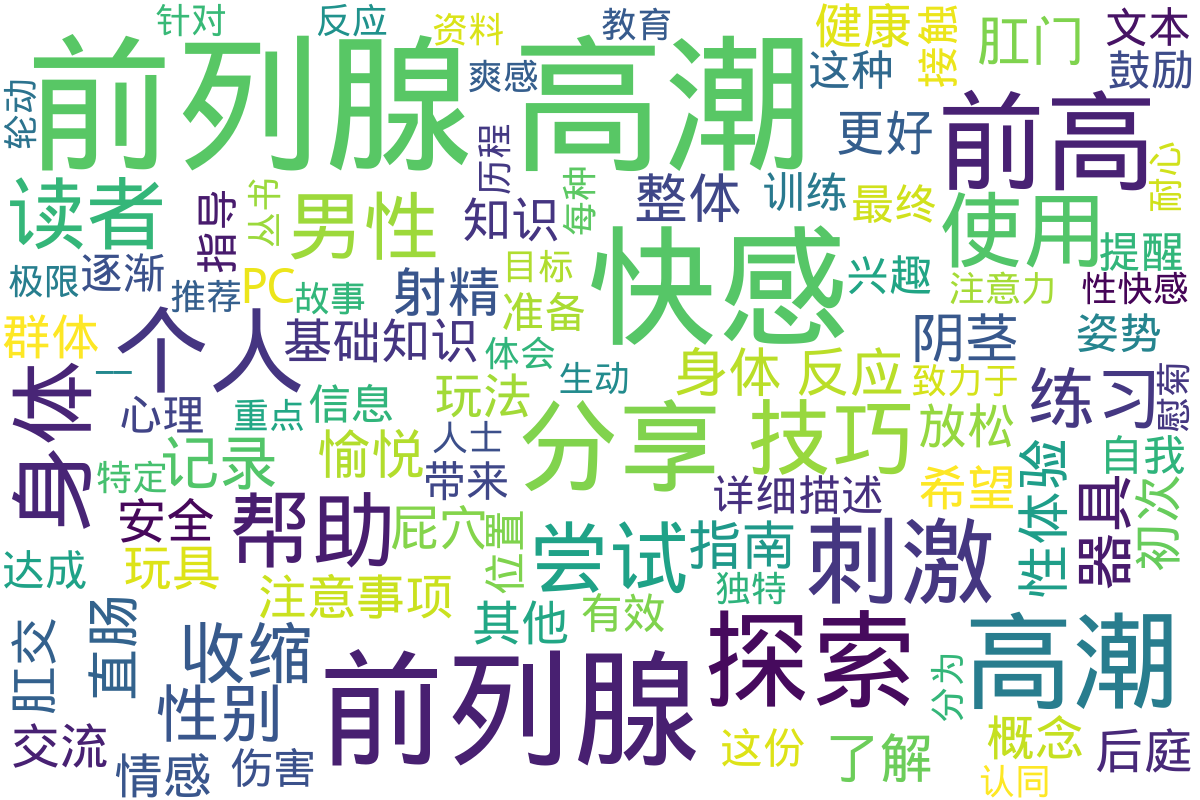 针对
反应
资料
教育
健康
接触
肛门
文本
前列腺 高潮
爽感
这种
鼓励
轮动
前高
更好
历程
耐心
读者
指导
丛书
男性
知识
每种
整体
训练
最终
使用
提醒
极限
逐渐
推荐
PC
故事
射精
目标
准备
快感
兴趣
注意力
性快感
群体
一
个人
基础知识
体会
生动
身体 反应
阴茎
致力于
姿势
慰菊
身体
心理
重点
信息
玩法
人士
分享 技巧
放松
练习
特定
记录
愉悦
带来
详细描述
希望
性体验
自我
安全
帮助
屁穴
位置
尝试
指南
刺激
器具
初次
达成
玩具
注意事项
其他
有效
独特
肛交
直肠
收缩
前列腺
探索
高潮
性别
分为
交流
情感
伤害
这份
了解
概念
后庭
认同